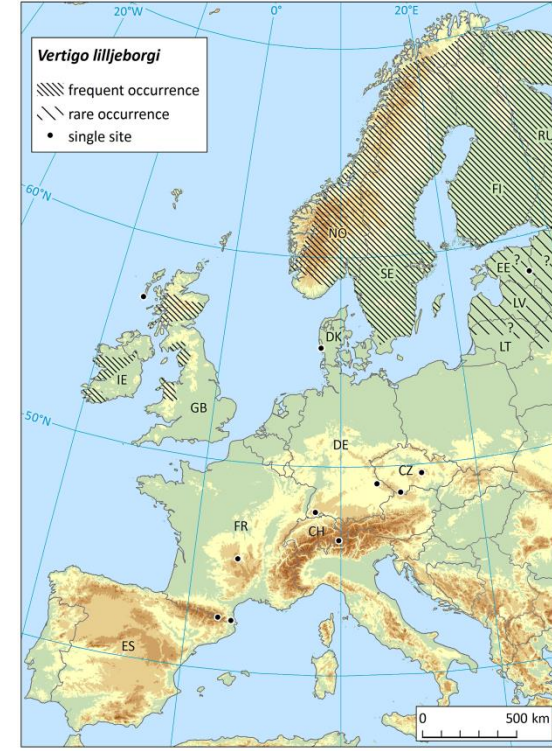 20°W
0°
20°E
Vertigo lilljeborgi
frequent occurrence
rare occurrence
single site
60°N
50°N
RU
FI
NO
SE
EE ?
?
LV
?
LT
DK
IE
GB
DE
CZ
FR
CH
ES
0 500 km